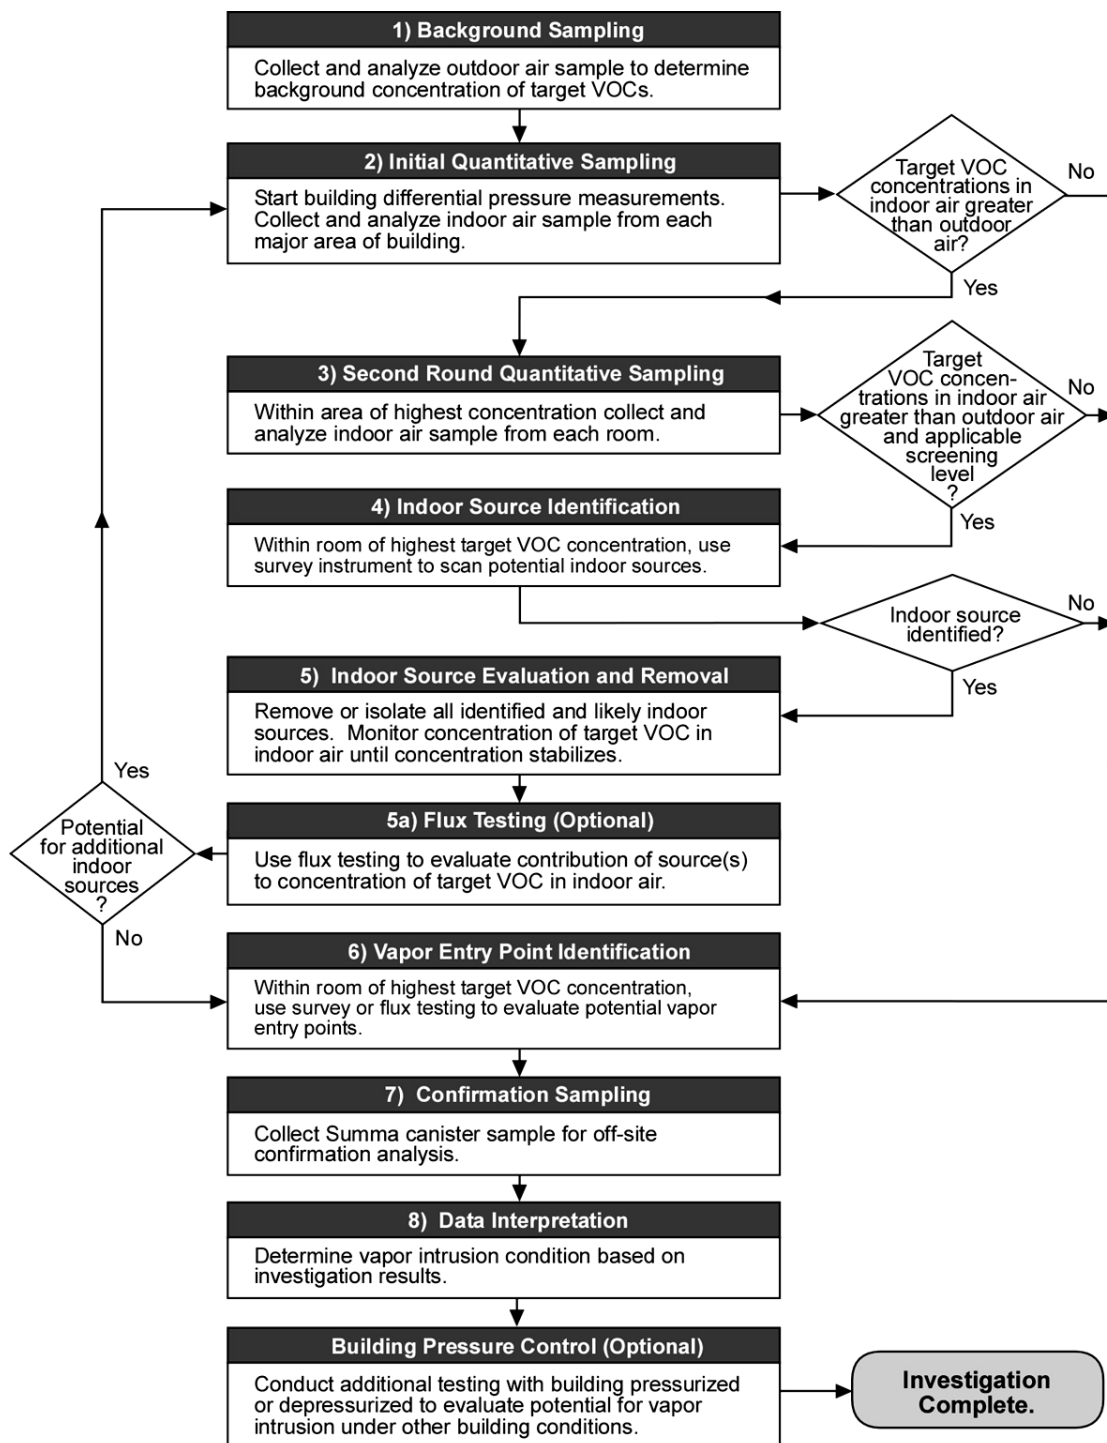 1) Background Sampling
Collect and analyze outdoor air sample to determine
background concentration of target VOCs.
2) Initial Quantitative Sampling
Start building differential pressure measurements.
Collect and analyze indoor air sample from each
major area of building.
Target VOC
concentrations in
indoor air greater
than outdoor
air?
No
Yes
3) Second Round Quantitative Sampling
Within area of highest concentration collect and
analyze indoor air sample from each room.
Target
VOC concen-
trations in indoor air
greater than outdoor air
and applicable
screening
level
?
No
Yes
4) Indoor Source Identification
Within room of highest target VOC concentration, use
survey instrument to scan potential indoor sources.
Indoor source
identified?
No
Yes
5) Indoor Source Evaluation and Removal
Remove or isolate all identified and likely indoor
sources. Monitor concentration of target VOC in
indoor air until concentration stabilizes.
5a) Flux Testing (Optional)
Use flux testing to evaluate contribution of source(s)
to concentration of target VOC in indoor air.
Yes
Potential
for additional
indoor
sources
?
No
6) Vapor Entry Point Identification
Within room of highest target VOC concentration,
use survey or flux testing to evaluate potential vapor
entry points.
7) Confirmation Sampling
Collect Summa canister sample for off-site
confirmation analysis.
8) Data Interpretation
Determine vapor intrusion condition based on
investigation results.
Building Pressure Control (Optional)
Conduct additional testing with building pressurized
or depressurized to evaluate potential for vapor
intrusion under other building conditions.
Investigation
Complete.